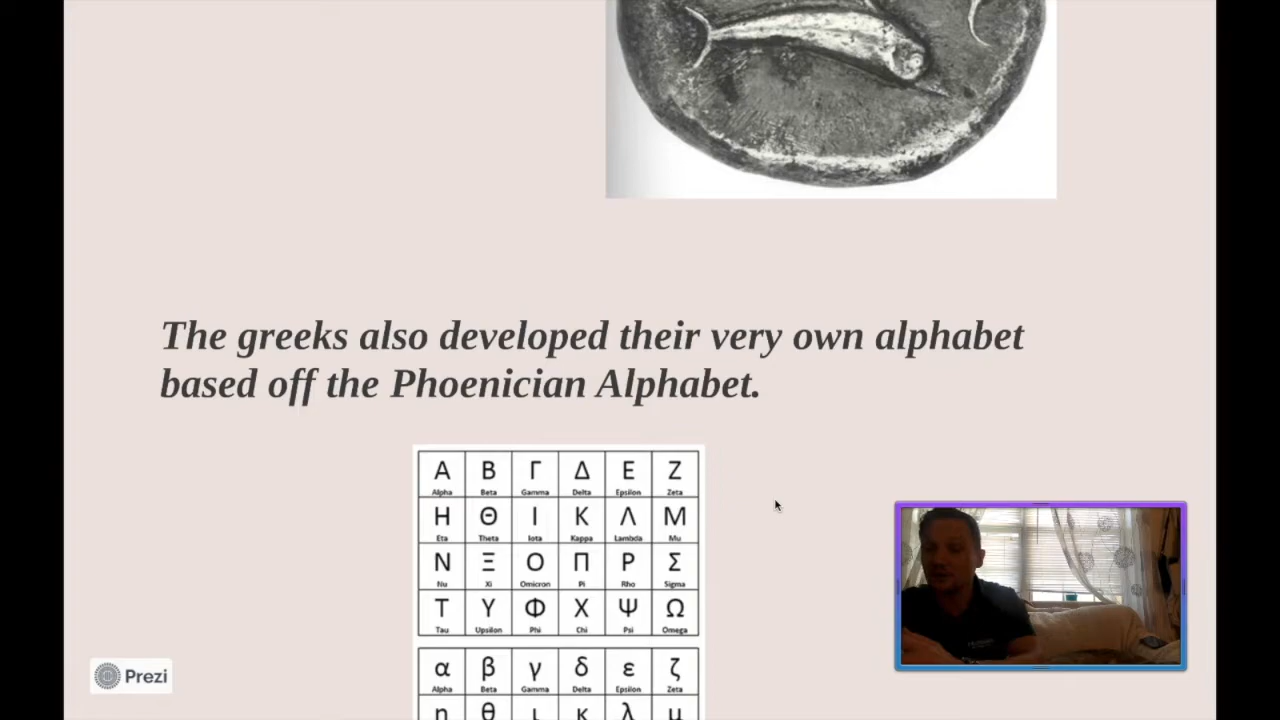 The greeks also developed their very own alphabet
based off the Phoenician Alphabet.
Α Β Γ Δ Ε Ζ
Alpha Beta Gamma Delta Epsilon Zeta
Η Θ Ι Κ Λ Μ
Eta Theta Iota Kappa Lambda Mu
Ν Ξ Ο Π Ρ Σ
Nu Xi Omicron Pi Rho Sigma
Τ Υ Φ Χ Ψ Ω
Tau Upsilon Phi Chi Psi Omega
α β γ δ ε ζ
Alpha Beta Gamma Delta Epsilon Zeta
η θ ι κ λ μ
Prezi